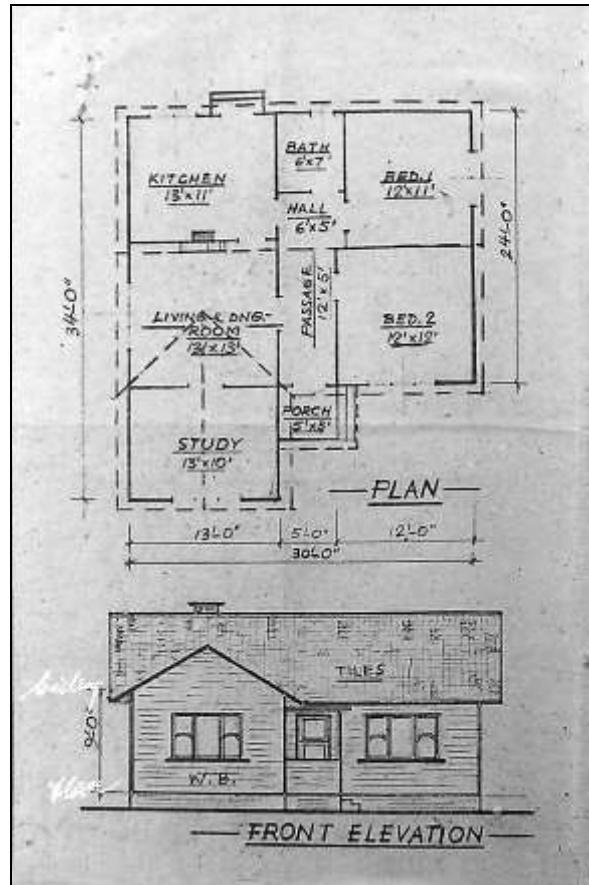 BATH
6'x7'
KITCHEN
13'x11'
BED.1
12'x11'
HALL
6'x5'
PASSAGE
12'x5'
34'-0"
24'-0"
LIVING & DNG.
ROOM
13'x13'
BED.2
12'x12'
PORCH
5'x5'
STUDY
13'x10'
PLAN
13'-0"
5'-0"
12'-0"
30'-0"
TILES
9'-0"
W.B.
FRONT ELEVATION